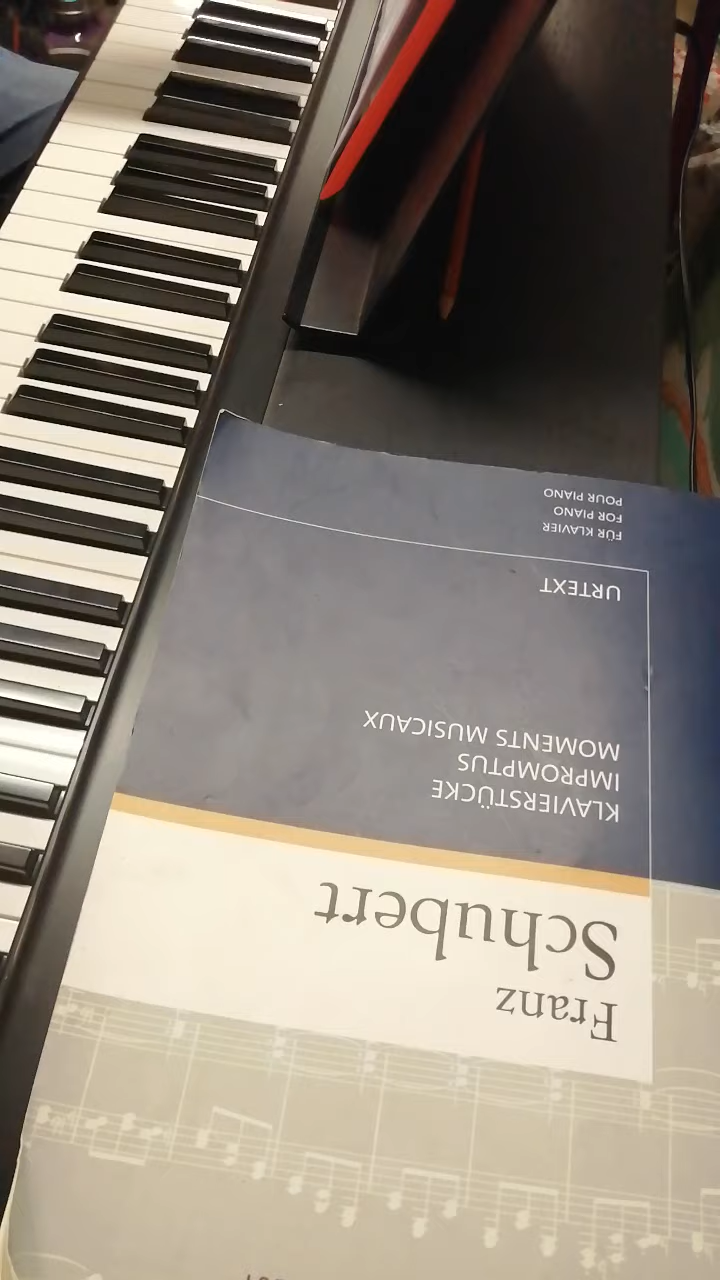 Franz
Schubert
KLAVIERSTÜCKE
IMPROMPTUS
MOMENTS MUSICAUX
URTEXT
FÜR KLAVIER
FOR PIANO
POUR PIANO